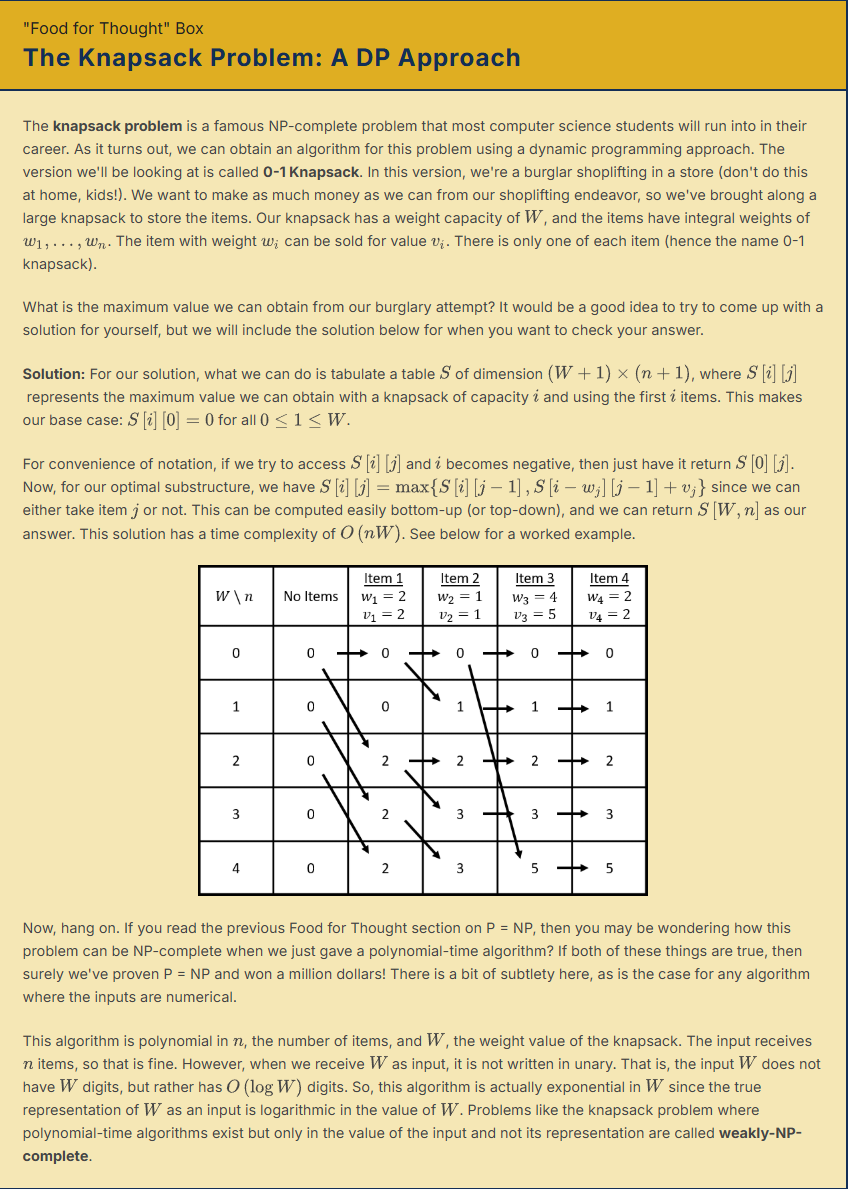 "Food for Thought" Box
The Knapsack Problem: A DP Approach
The knapsack problem is a famous NP-complete problem that most computer science students will run into in their
career. As it turns out, we can obtain an algorithm for this problem using a dynamic programming approach. The
version we'll be looking at is called 0-1 Knapsack. In this version, we're a burglar shoplifting in a store (don't do this
at home, kids!). We want to make as much money as we can from our shoplifting endeavor, so we've brought along a
large knapsack to store the items. Our knapsack has a weight capacity of W, and the items have integral weights of
w₁, . . . , wₙ. The item with weight wᵢ can be sold for value vᵢ. There is only one of each item (hence the name 0-1
knapsack).
What is the maximum value we can obtain from our burglary attempt? It would be a good idea to try to come up with a
solution for yourself, but we will include the solution below for when you want to check your answer.
Solution: For our solution, what we can do is tabulate a table S of dimension (W + 1) × (n + 1), where S [i] [j]
represents the maximum value we can obtain with a knapsack of capacity i and using the first i items. This makes
our base case: S [i] [0] = 0 for all 0 ≤ 1 ≤ W.
For convenience of notation, if we try to access S [i] [j] and i becomes negative, then just have it return S [0] [j].
Now, for our optimal substructure, we have S [i] [j] = max{S [i] [j − 1] , S [i − wⱼ] [j − 1] + vⱼ} since we can
either take item j or not. This can be computed easily bottom-up (or top-down), and we can return S [W, n] as our
answer. This solution has a time complexity of O (nW). See below for a worked example.
W \ n No Items Item 1 w₁ = 2 v₁ = 2 Item 2 w₂ = 1 v₂ = 1 Item 3 w₃ = 4 v₃ = 5 Item 4 w₄ = 2 v₄ = 2
0 0 0 0 0 0
1 0 0 1 1 1
2 0 2 2 2 2
3 0 2 3 3 3
4 0 2 3 5 5
Now, hang on. If you read the previous Food for Thought section on P = NP, then you may be wondering how this
problem can be NP-complete when we just gave a polynomial-time algorithm? If both of these things are true, then
surely we've proven P = NP and won a million dollars! There is a bit of subtlety here, as is the case for any algorithm
where the inputs are numerical.
This algorithm is polynomial in n, the number of items, and W, the weight value of the knapsack. The input receives
n items, so that is fine. However, when we receive W as input, it is not written in unary. That is, the input W does not
have W digits, but rather has O (log W) digits. So, this algorithm is actually exponential in W since the true
representation of W as an input is logarithmic in the value of W. Problems like the knapsack problem where
polynomial-time algorithms exist but only in the value of the input and not its representation are called weakly-NP-
complete.